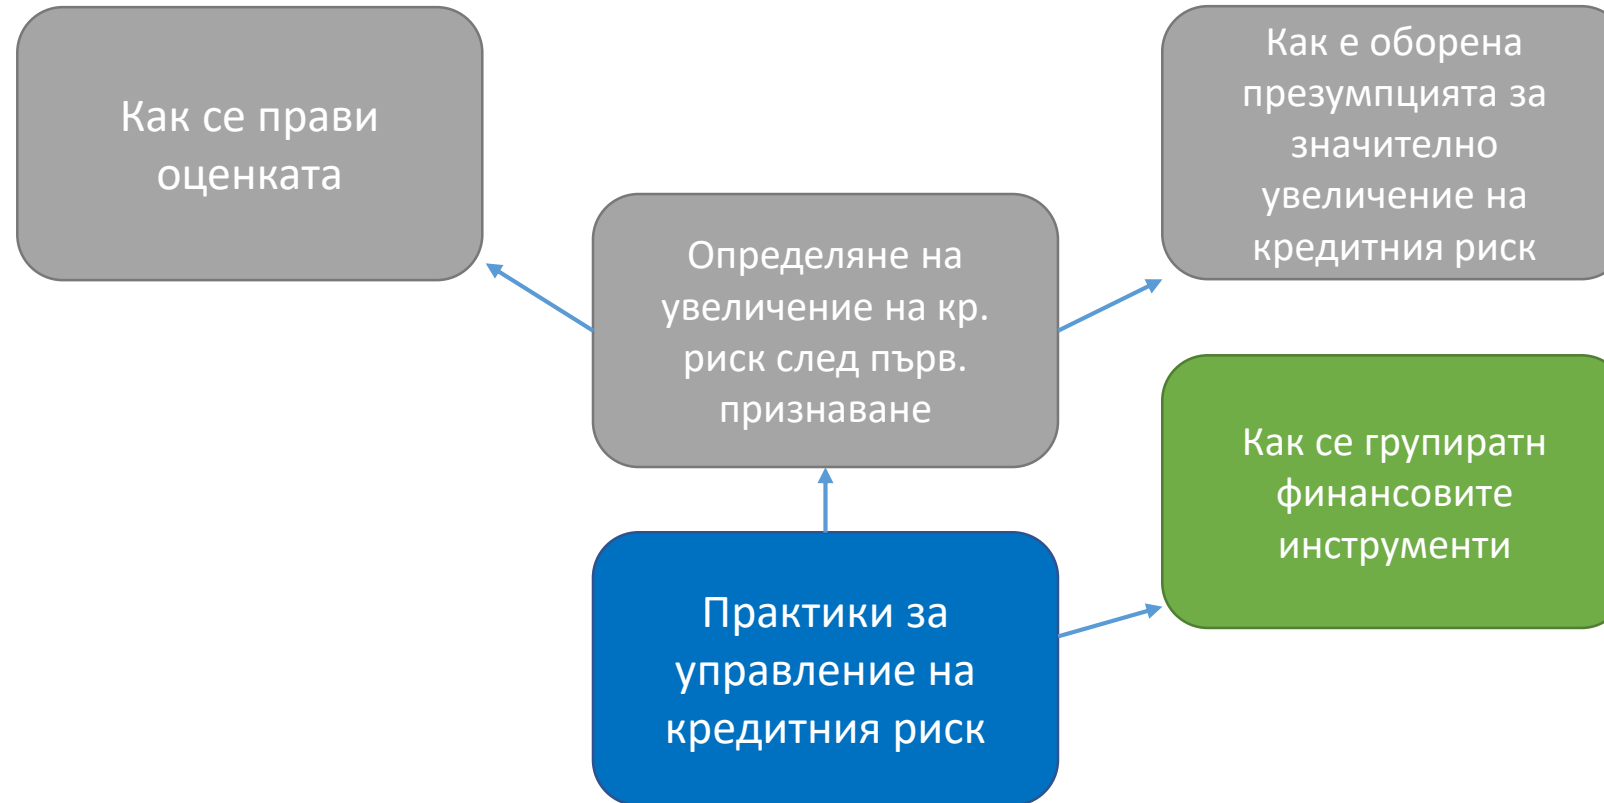 Как се прави
оценката
Как е оборена
презумпцията за
значително
увеличение на
кредитния риск
Определяне на
увеличение на кр.
риск след първ.
признаване
Как се групиратн
финансовите
инструменти
Практики за
управление на
кредитния риск